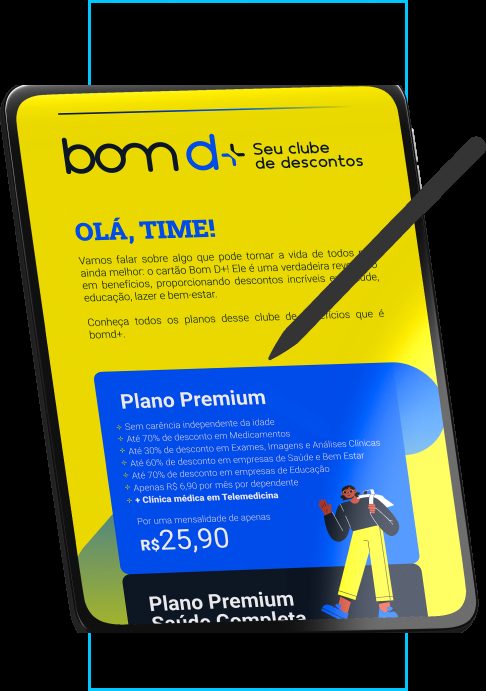 bom d+ Seu clube
de descontos
OLÁ, TIME!
Vamos falar sobre algo que pode tornar a vida de todos
ainda melhor: o cartão Bom D+! Ele é uma verdadeira
em benefícios, proporcionando descontos incríveis
educação, lazer e bem-estar.
Conheça todos os planos desse clube de que é
bomd+.
Plano Premium
Sem carência independente da idade
Até 70% de desconto em Medicamentos
Até 30% de desconto em Exames, Imagens e Análises Clínicas
Até 60% de desconto em empresas de Saúde e Bem Estar
Até 70% de desconto em empresas de Educação
Apenas R$ 6,90 por mês por dependente
+ Clínica médica em Telemedicina
Por uma mensalidade de apenas
R$25,90
Plano Premium
Saúde Completa